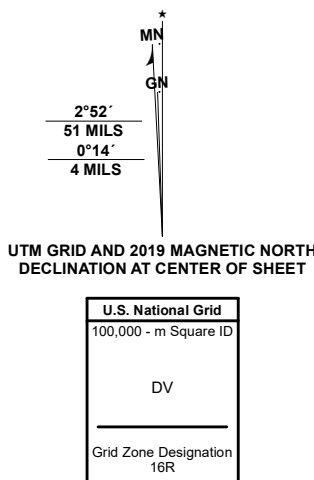 ★
MN
GN
2°52´
51 MILS
0°14´
4 MILS
UTM GRID AND 2019 MAGNETIC NORTH
DECLINATION AT CENTER OF SHEET
U.S. National Grid
100,000 - m Square ID
DV
Grid Zone Designation
16R